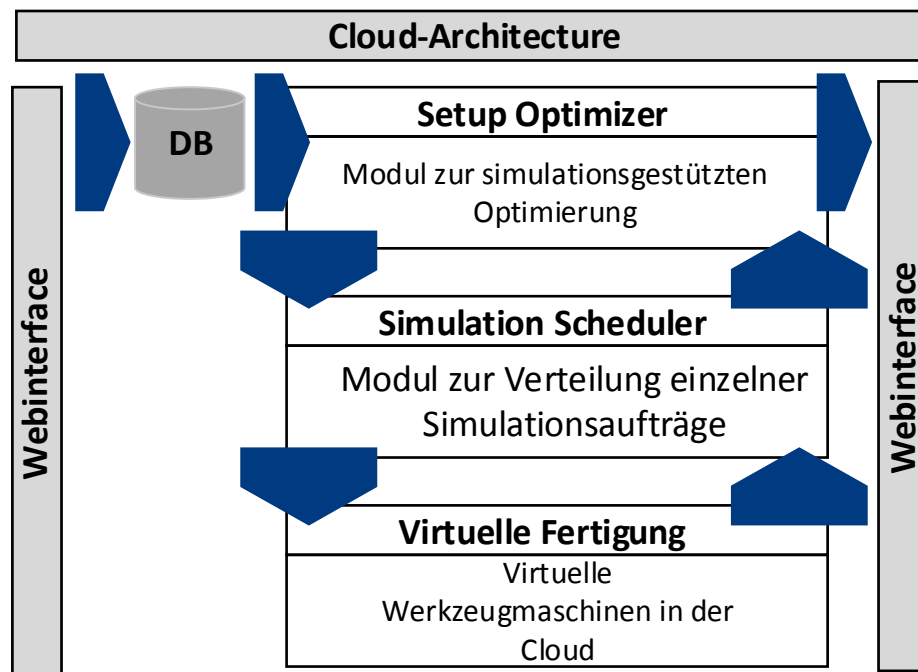 Cloud-Architecture
Webinterface
DB
Setup Optimizer
Modul zur simulationsgestützten
Optimierung
Simulation Scheduler
Modul zur Verteilung einzelner
Simulationsaufträge
Virtuelle Fertigung
Virtuelle
Werkzeugmaschinen in der
Cloud
Webinterface